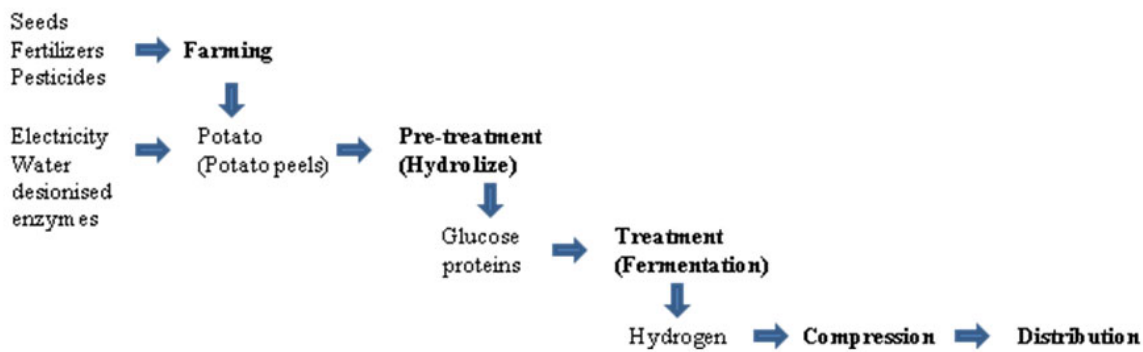 Seeds
Fertilizers
Pesticides
Farming
Electricity
Water
desionised
enzymes
Potato
(Potato peels)
Pre-treatment
(Hydrolize)
Glucose
proteins
Treatment
(Fermentation)
Hydrogen
Compression
Distribution